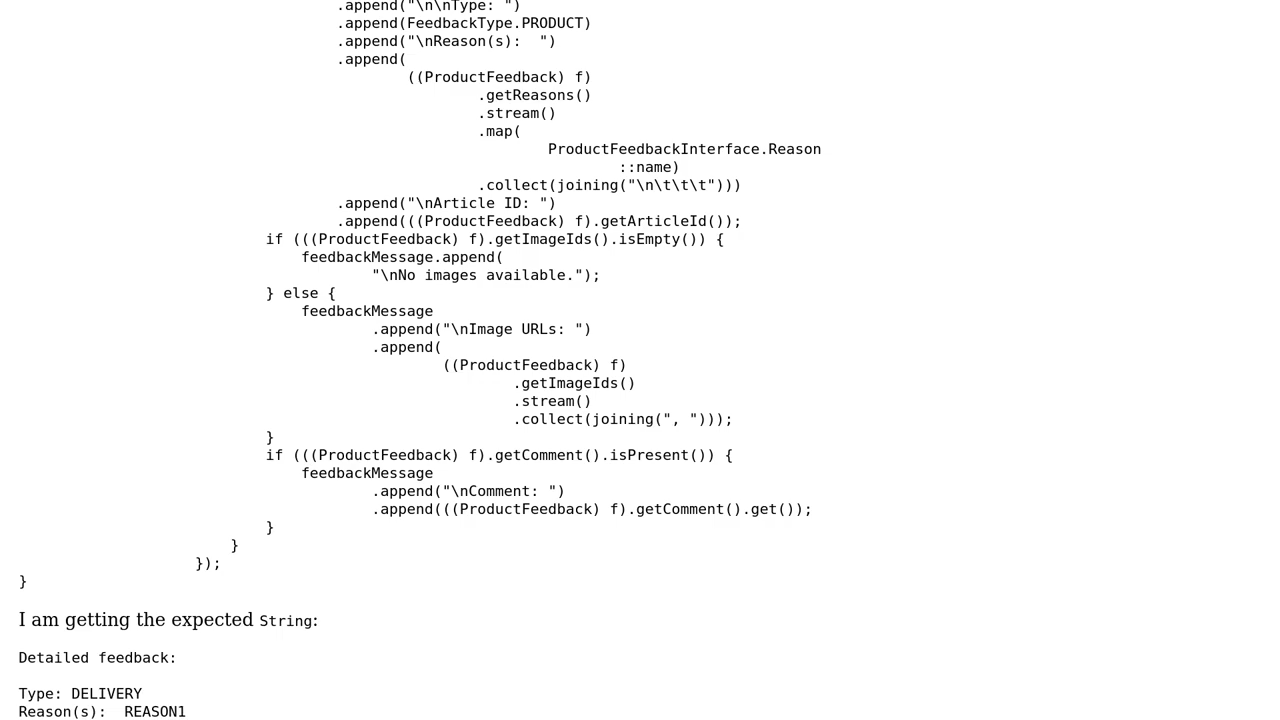 .append("\n\nType: ")
.append(FeedbackType.PRODUCT)
.append("\nReason(s):  ")
.append(
((ProductFeedback) f)
.getReasons()
.stream()
.map(
ProductFeedbackInterface.Reason
::name)
.collect(joining("\n\t\t\t")))
.append("\nArticle ID: ")
.append(((ProductFeedback) f).getArticleId());
if (((ProductFeedback) f).getImageIds().isEmpty()) {
feedbackMessage.append(
"\nNo images available.");
} else {
feedbackMessage
.append("\nImage URLs: ")
.append(
((ProductFeedback) f)
.getImageIds()
.stream()
.collect(joining(", ")));
}
if (((ProductFeedback) f).getComment().isPresent()) {
feedbackMessage
.append("\nComment: ")
.append(((ProductFeedback) f).getComment().get());
}
}
});
}
I am getting the expected String:
Detailed feedback:
Type: DELIVERY
Reason(s):  REASON1